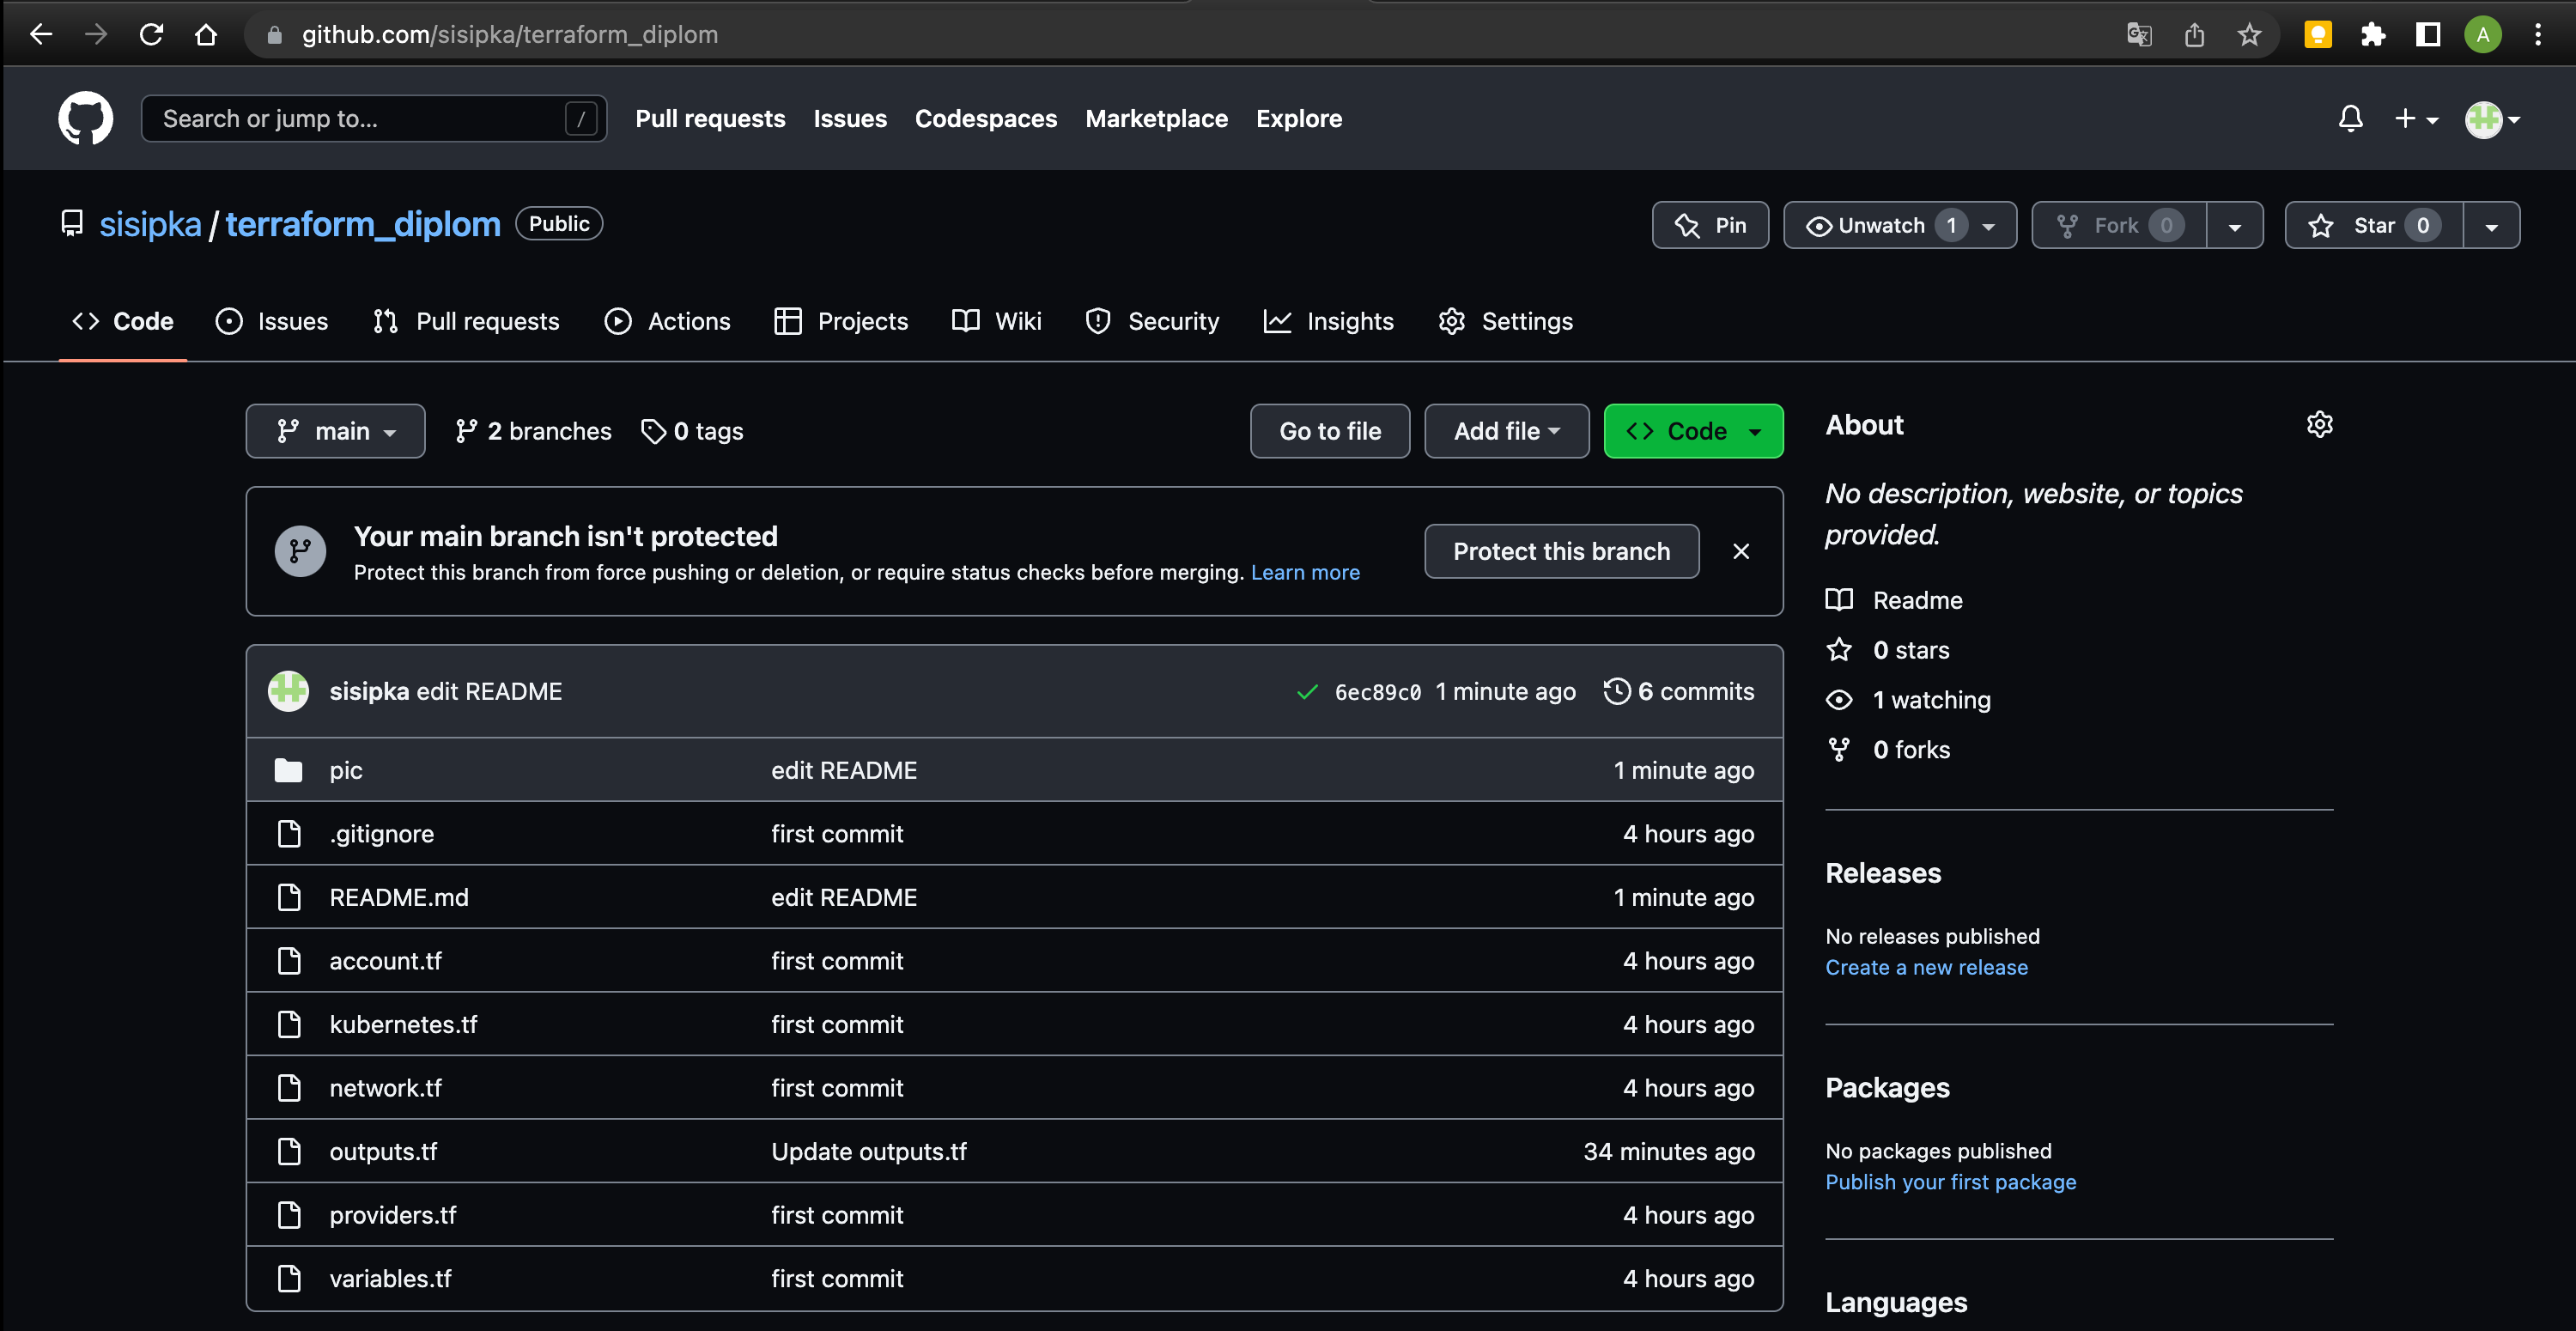 github.com/sisipka/terraform_diplom
A
Search or jump to... /
Pull requests Issues Codespaces Marketplace Explore
sisipka / terraform_diplom Public
Pin Unwatch 1 Fork 0 Star 0
<> Code Issues Pull requests Actions Projects Wiki Security Insights Settings
main 2 branches 0 tags Go to file Add file <> Code
Your main branch isn't protected
Protect this branch from force pushing or deletion, or require status checks before merging. Learn more
Protect this branch
sisipka edit README 6ec89c0 1 minute ago 6 commits
pic edit README 1 minute ago
.gitignore first commit 4 hours ago
README.md edit README 1 minute ago
account.tf first commit 4 hours ago
kubernetes.tf first commit 4 hours ago
network.tf first commit 4 hours ago
outputs.tf Update outputs.tf 34 minutes ago
providers.tf first commit 4 hours ago
variables.tf first commit 4 hours ago
About
No description, website, or topics
provided.
Readme
0 stars
1 watching
0 forks
Releases
No releases published
Create a new release
Packages
No packages published
Publish your first package
Languages